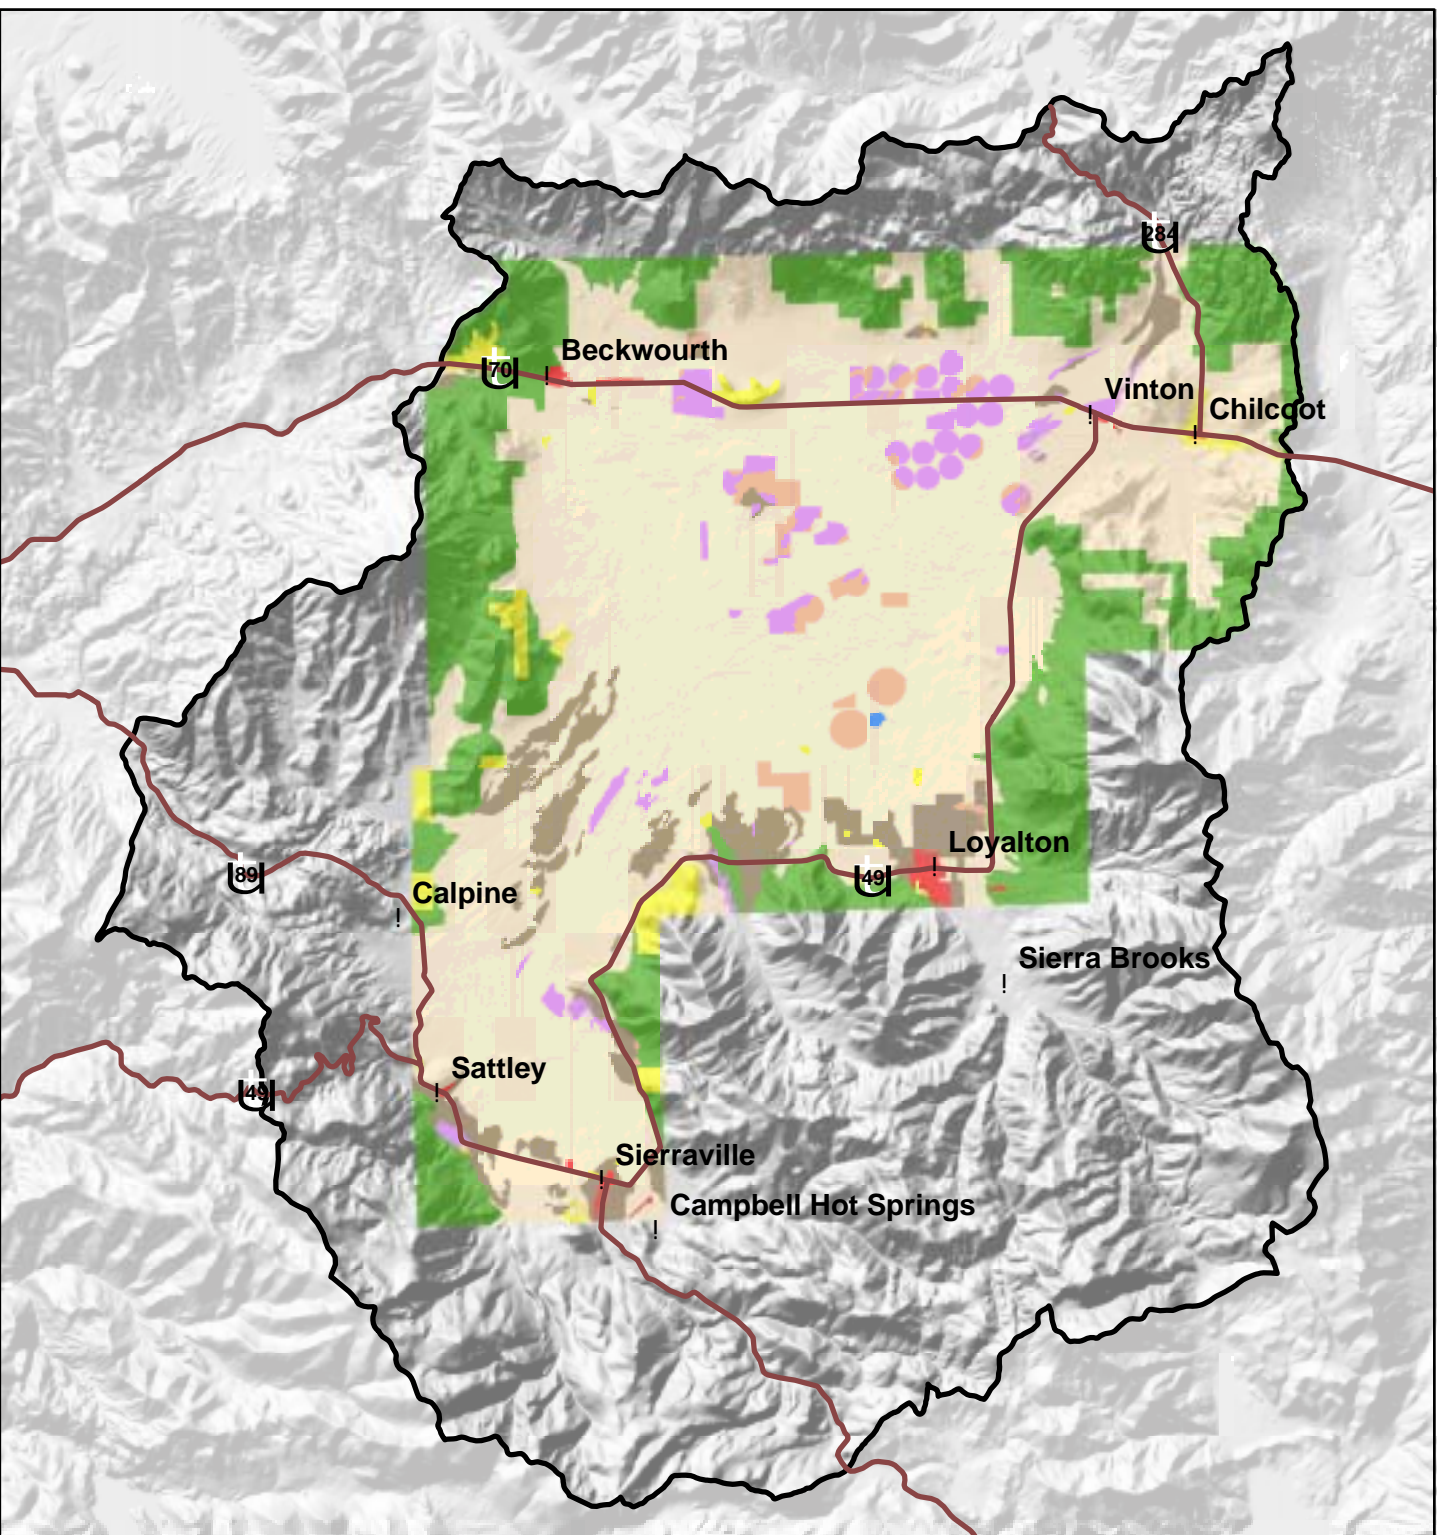 284
Beckwourth
70
Vinton
Chilcoot
Loyalton
89
49
Calpine
Sierra Brooks
Sattley
49
Sierraville
Campbell Hot Springs